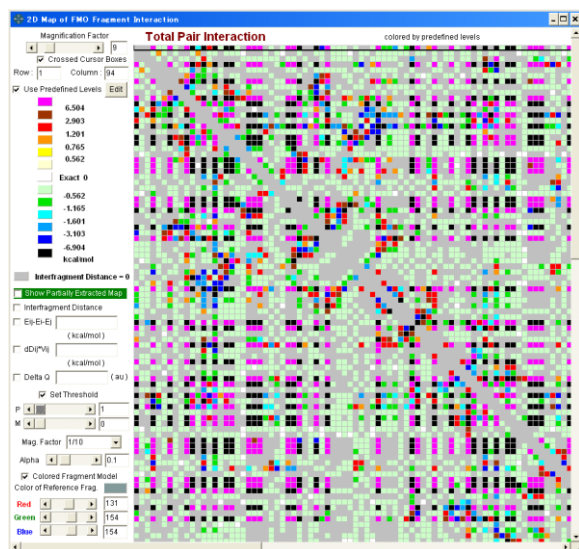 2D Map of FMO Fragment Interaction
Magnification Factor
9
Crossed Cursor Boxes
Row : 1 Column : 94
Use Predefined Levels Edit
6.504
2.903
1.201
0.765
0.562
Exact 0
-0.562
-1.165
-1.601
-3.103
-6.904
kcal/mol
Interfragment Distance = 0
Show Partially Extracted Map
Interfragment Distance
Eij-Ei-Ej
(kcal/mol)
dDij*Vij
(kcal/mol)
Delta Q (au)
Set Threshold
P 1
M 0
Mag. Factor 1/10
Alpha 0.1
Colored Fragment Model
Color of Reference Frag.
Red 131
Green 154
Blue 154
Total Pair Interaction
colored by predefined levels